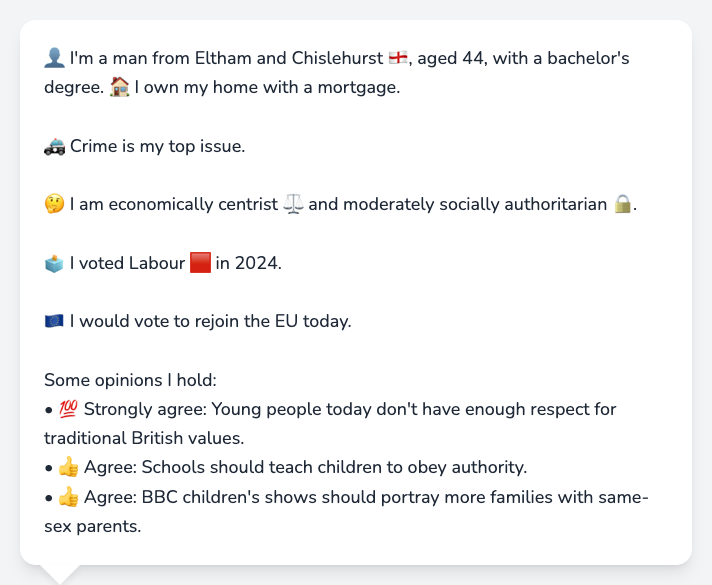 👤 I'm a man from Eltham and Chislehurst 🏴󠁧󠁢󠁥󠁮󠁧󠁿, aged 44, with a bachelor's
degree. 🏠 I own my home with a mortgage.
🚓 Crime is my top issue.
🤔 I am economically centrist ⚖️ and moderately socially authoritarian 🔒.
🗳️ I voted Labour 🟥 in 2024.
🇪🇺 I would vote to rejoin the EU today.
Some opinions I hold:
• 💯 Strongly agree: Young people today don't have enough respect for
traditional British values.
• 👍 Agree: Schools should teach children to obey authority.
• 👍 Agree: BBC children's shows should portray more families with same-
sex parents.